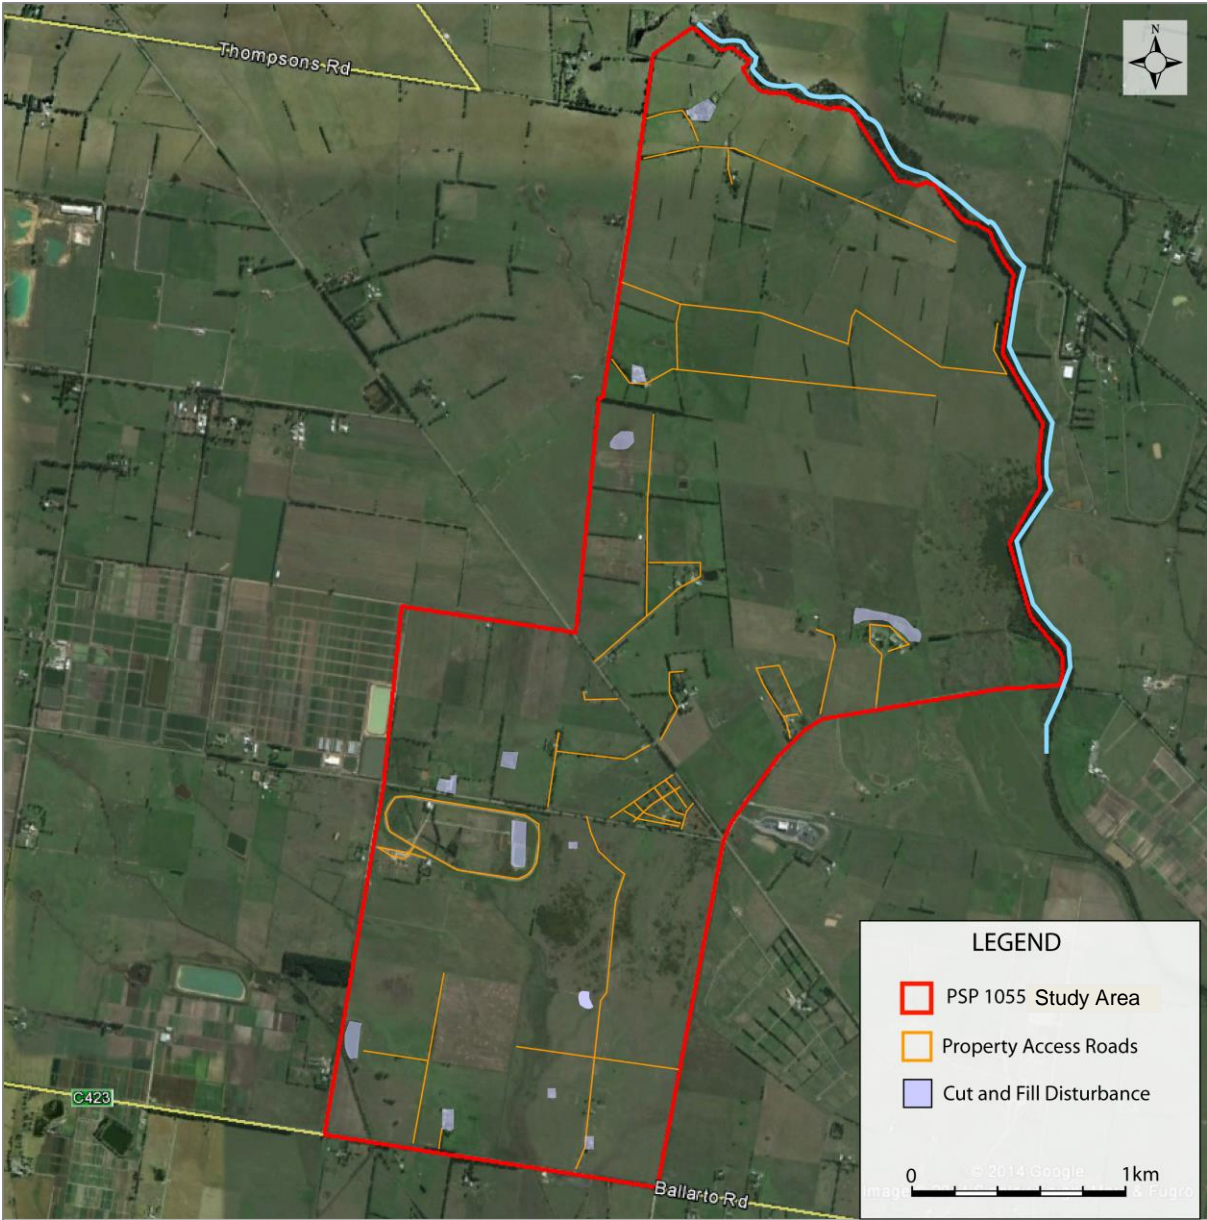 Thompsons Rd
N
C423
Ballarto Rd
LEGEND
PSP 1055 Study Area
Property Access Roads
Cut and Fill Disturbance
0 1km
© 2014 Google
& Fugro